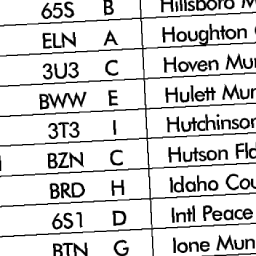 65S B Hillsboro M
ELN A Houghton
3U3 C Hoven Mun
BWW E Hulett Mun
3T3 I Hutchinson
BZN C Hutson Fld
BRD H Idaho Cou
6S1 D Intl Peace
BTN G Ione Mun